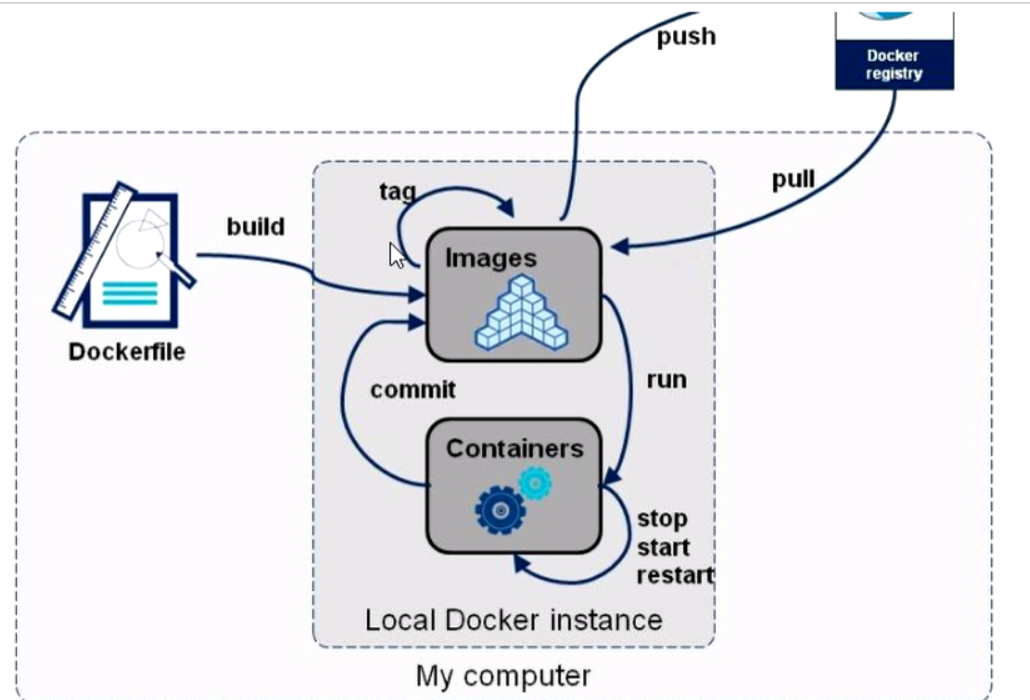 push
Docker
registry
tag
pull
build
Images
Dockerfile
commit
run
Containers
stop
start
restart
Local Docker instance
My computer